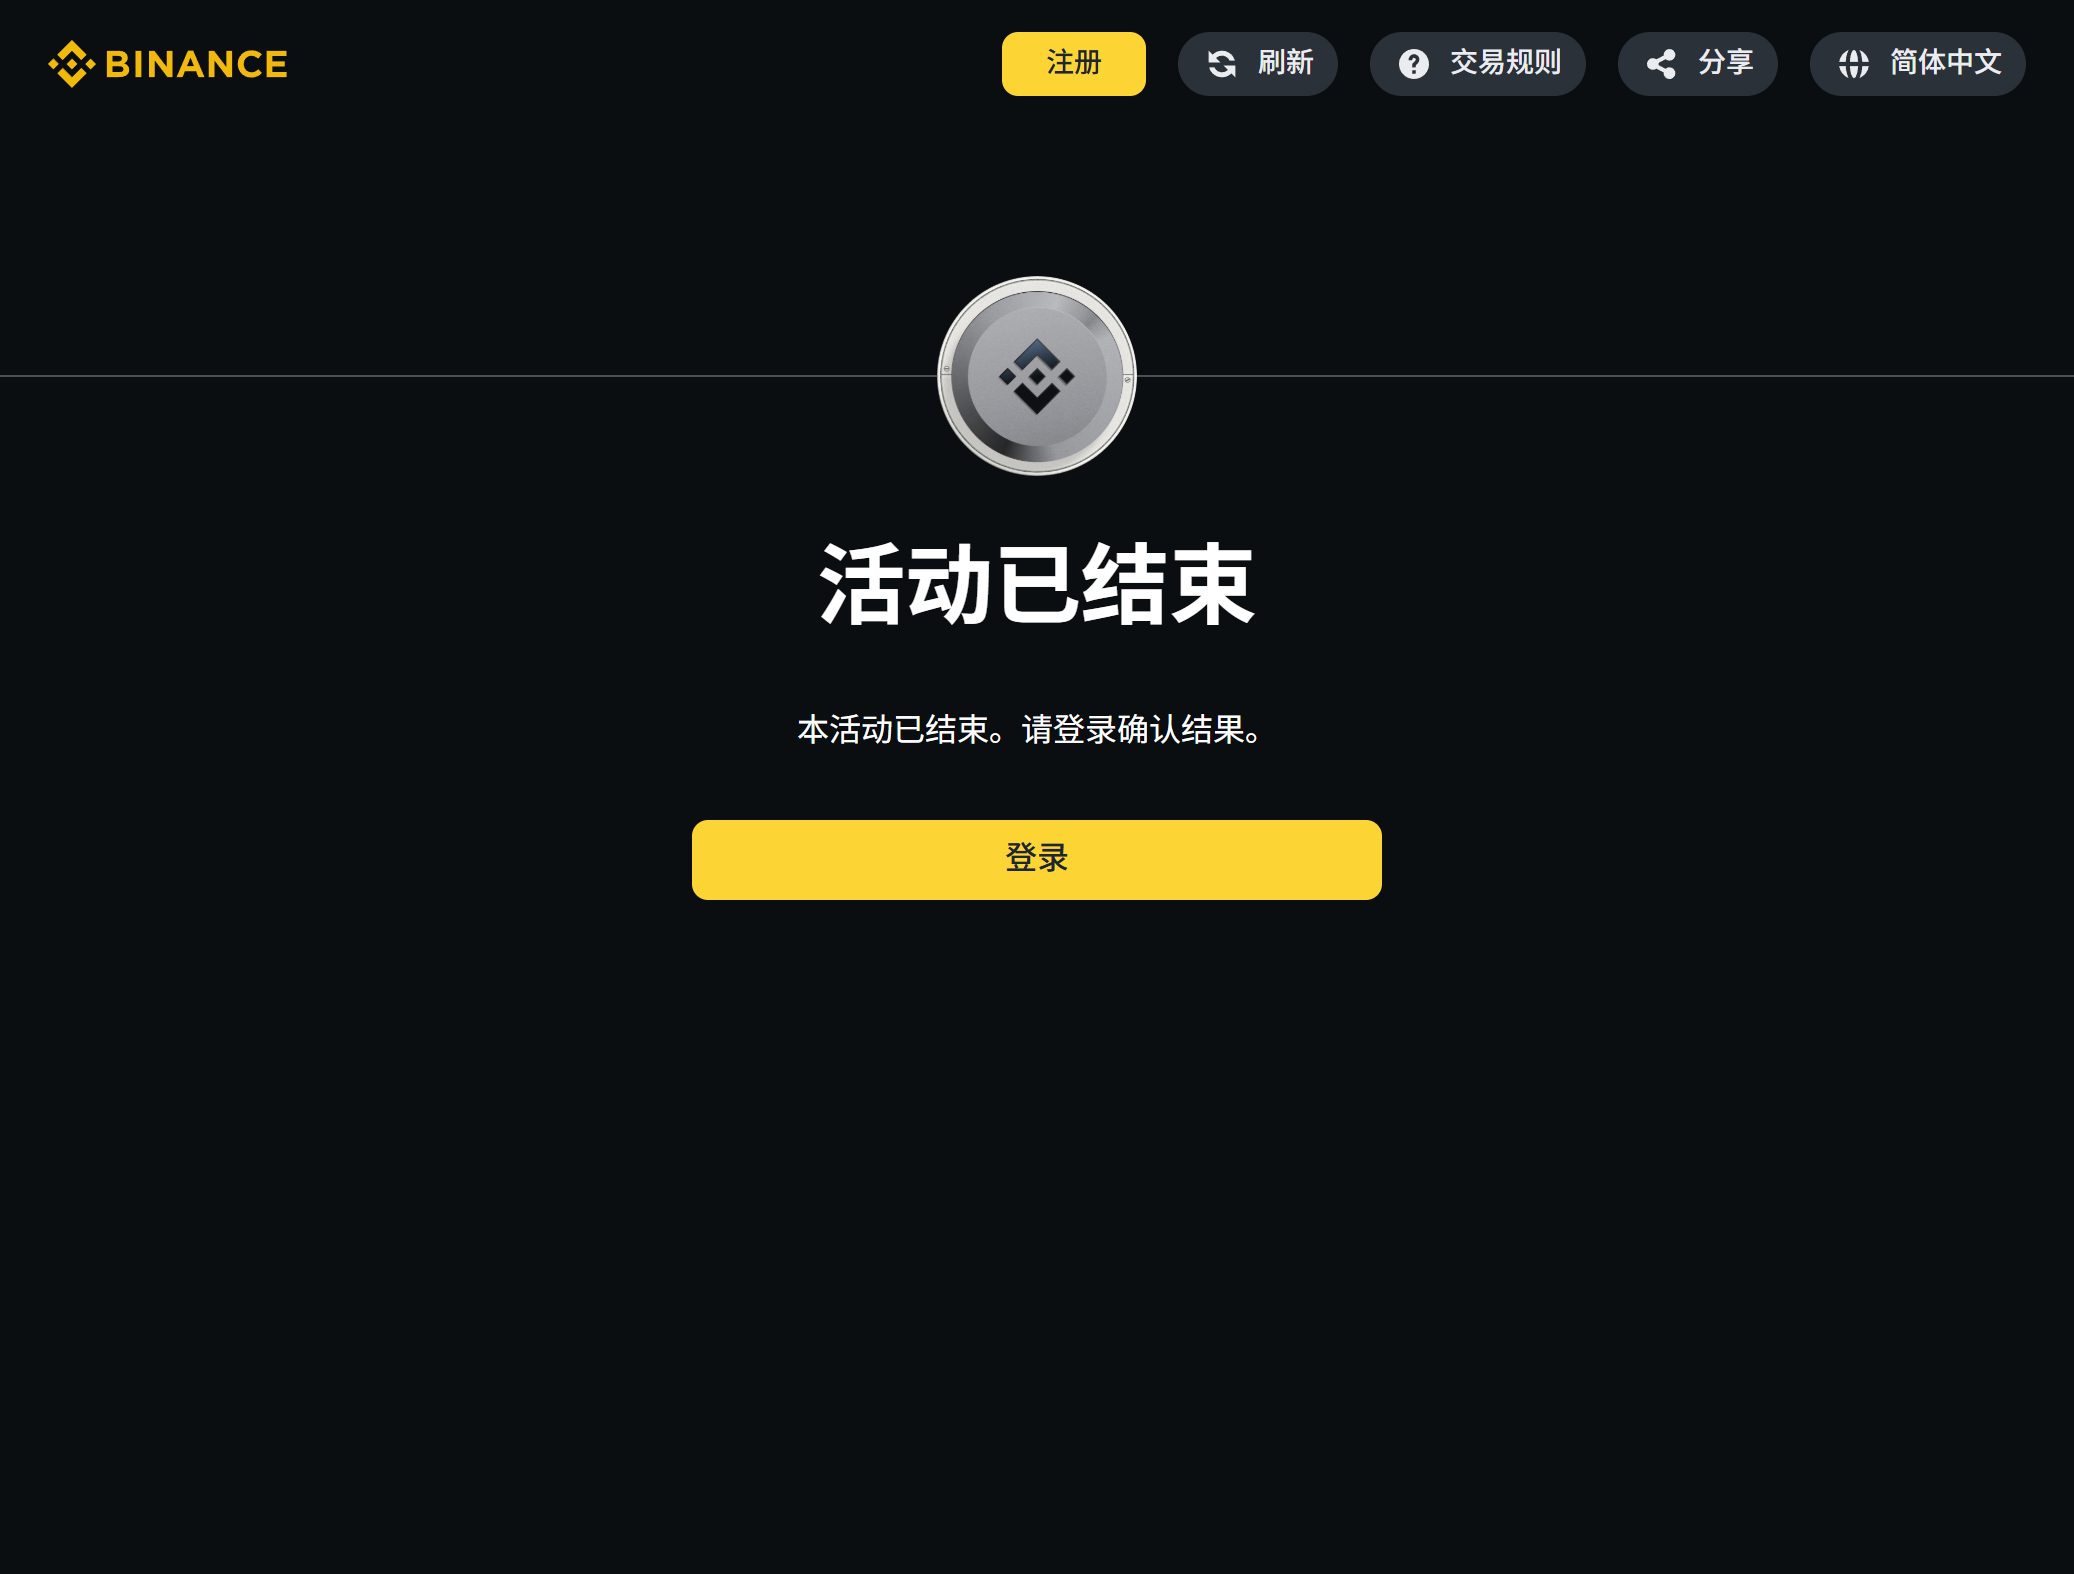 BINANCE
注册
刷新
交易规则
分享
简体中文
活动已结束
本活动已结束。请登录确认结果。
登录